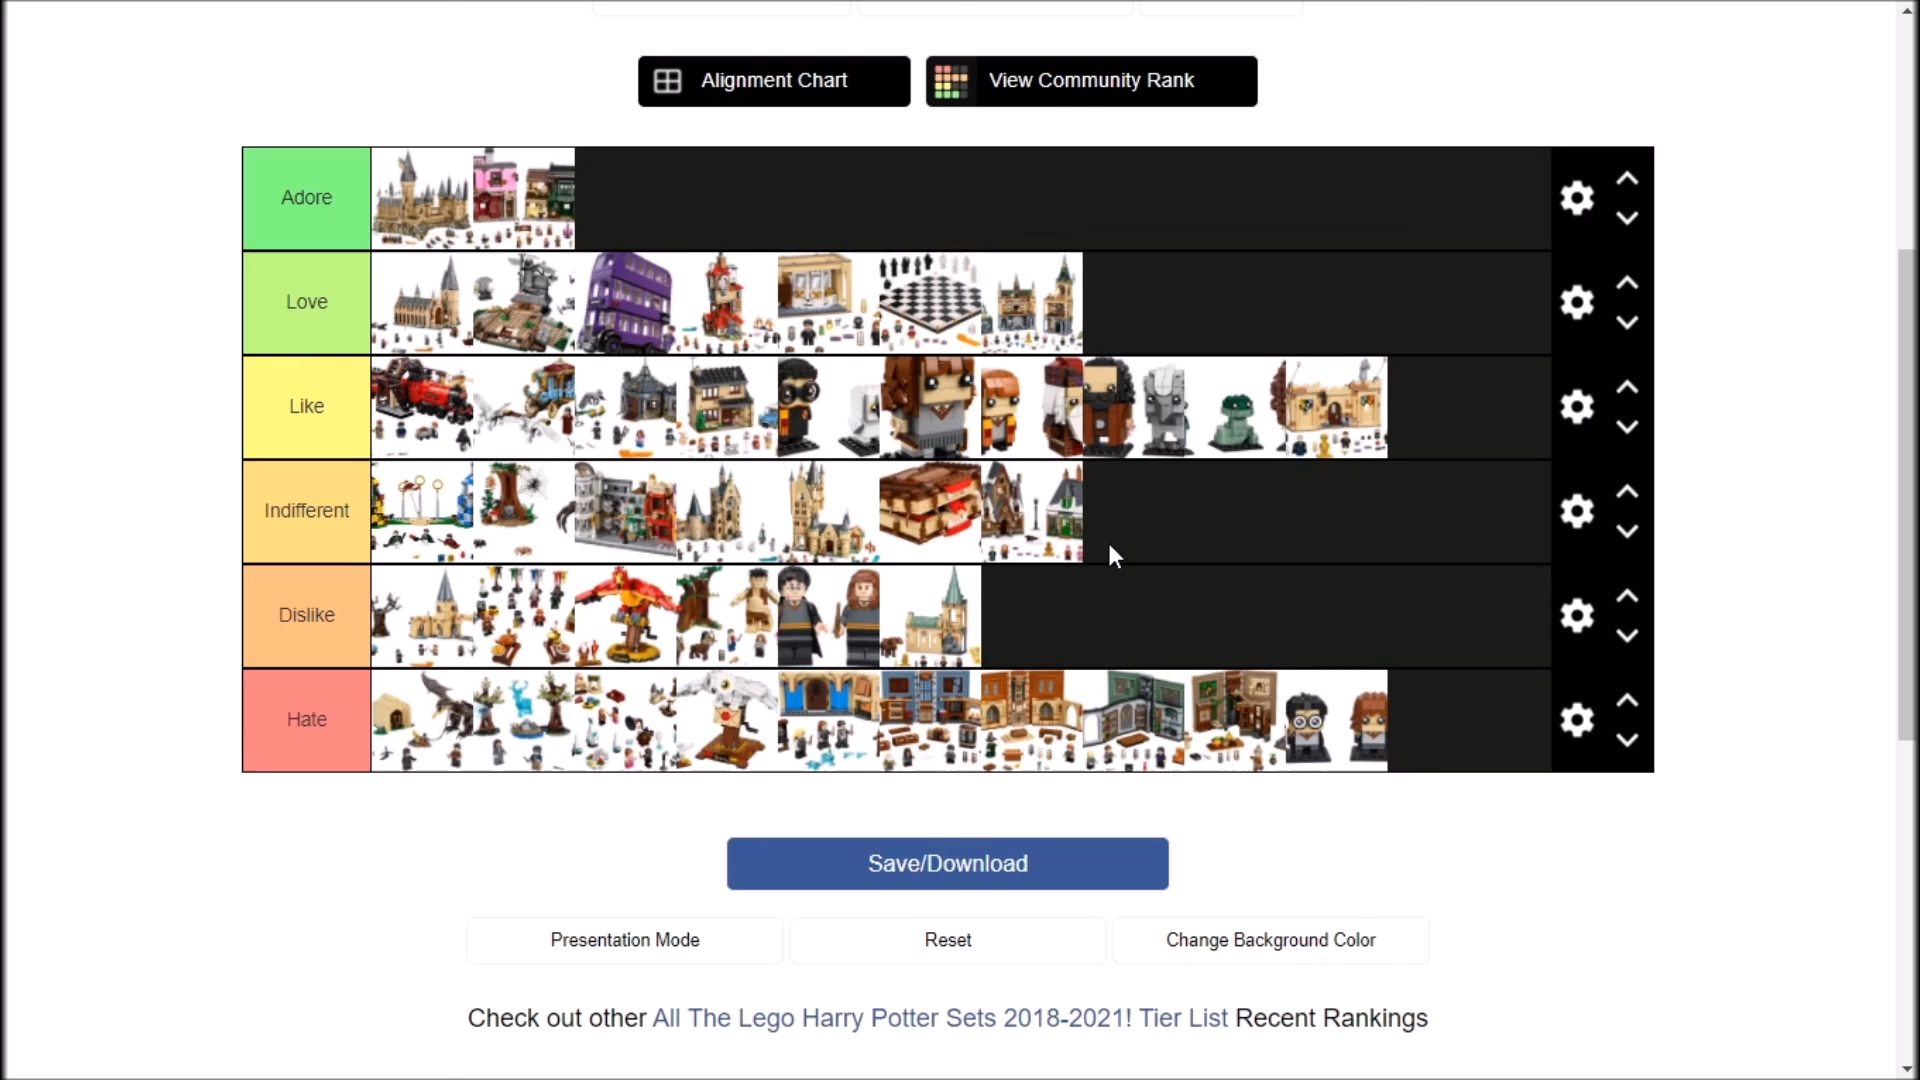 Alignment Chart
View Community Rank
Adore
Love
Like
Indifferent
Dislike
Hate
Save/Download
Presentation Mode
Reset
Change Background Color
Check out other All The Lego Harry Potter Sets 2018-2021! Tier List Recent Rankings